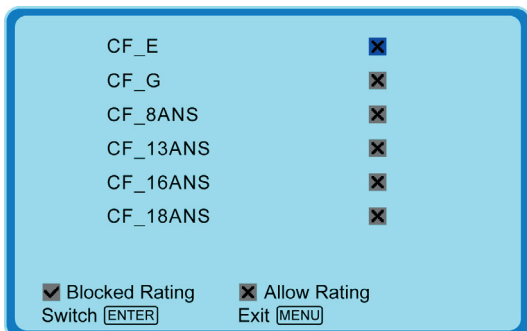 CF_E
CF_G
CF_8ANS
CF_13ANS
CF_16ANS
CF_18ANS
Blocked Rating Allow Rating
Switch ENTER Exit MENU